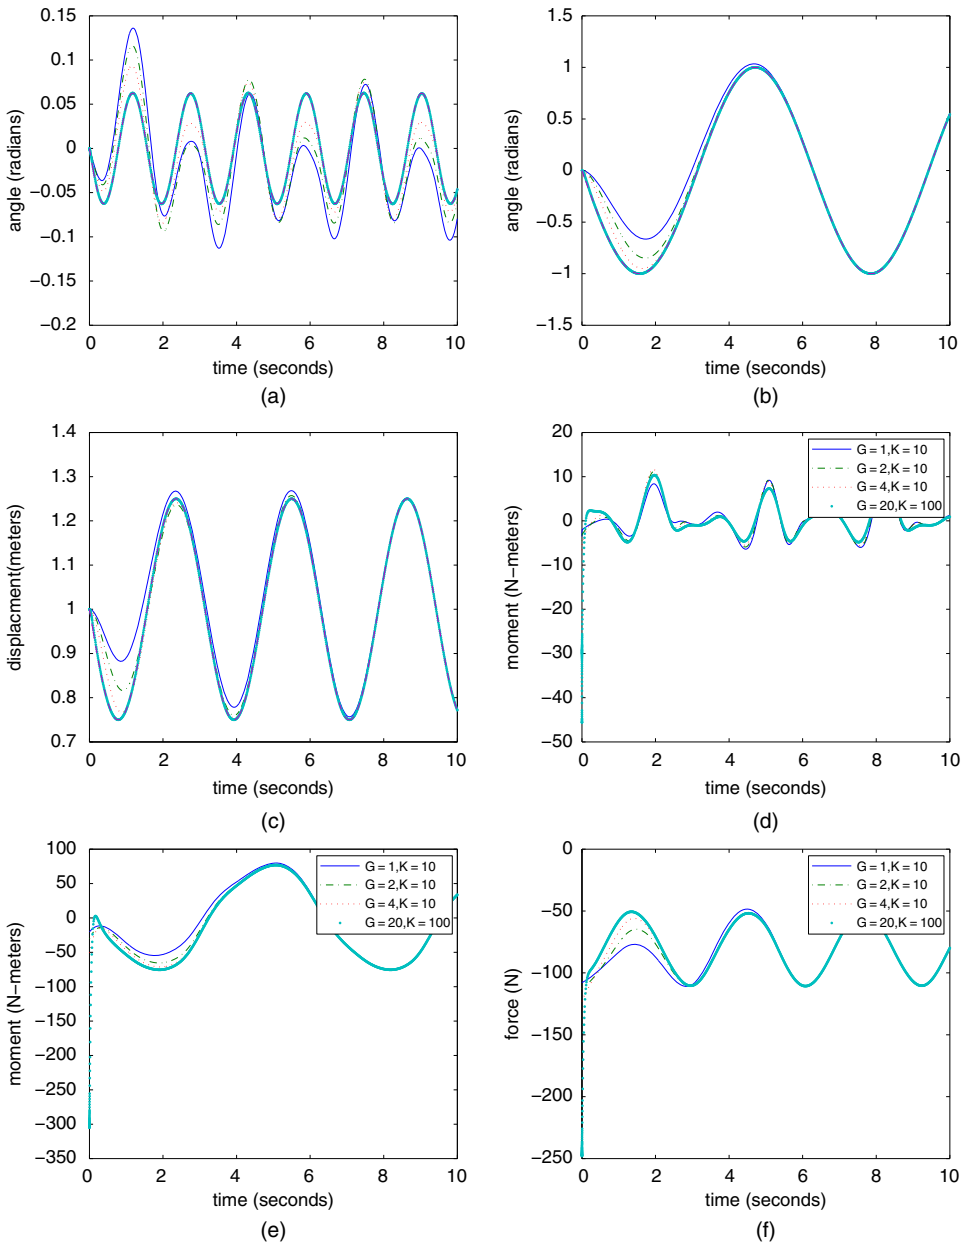 0.15
0.1
0.05
0
−0.05
−0.1
−0.15
−0.2
angle (radians)
0 2 4 6 8 10
time (seconds)
(a)
1.5
1
0.5
0
−0.5
−1
−1.5
angle (radians)
0 2 4 6 8 10
time (seconds)
(b)
1.4
1.3
1.2
1.1
1
0.9
0.8
0.7
displacment(meters)
0 2 4 6 8 10
time (seconds)
(c)
20
10
0
−10
−20
−30
−40
−50
moment (N−meters)
G = 1,K = 10
G = 2,K = 10
G = 4,K = 10
G = 20,K = 100
0 2 4 6 8 10
time (seconds)
(d)
100
50
0
−50
−100
−150
−200
−250
−300
−350
moment (N−meters)
G = 1,K = 10
G = 2,K = 10
G = 4,K = 10
G = 20,K = 100
0 2 4 6 8 10
time (seconds)
(e)
0
−50
−100
−150
−200
−250
force (N)
G = 1,K = 10
G = 2,K = 10
G = 4,K = 10
G = 20,K = 100
0 2 4 6 8 10
time (seconds)
(f)